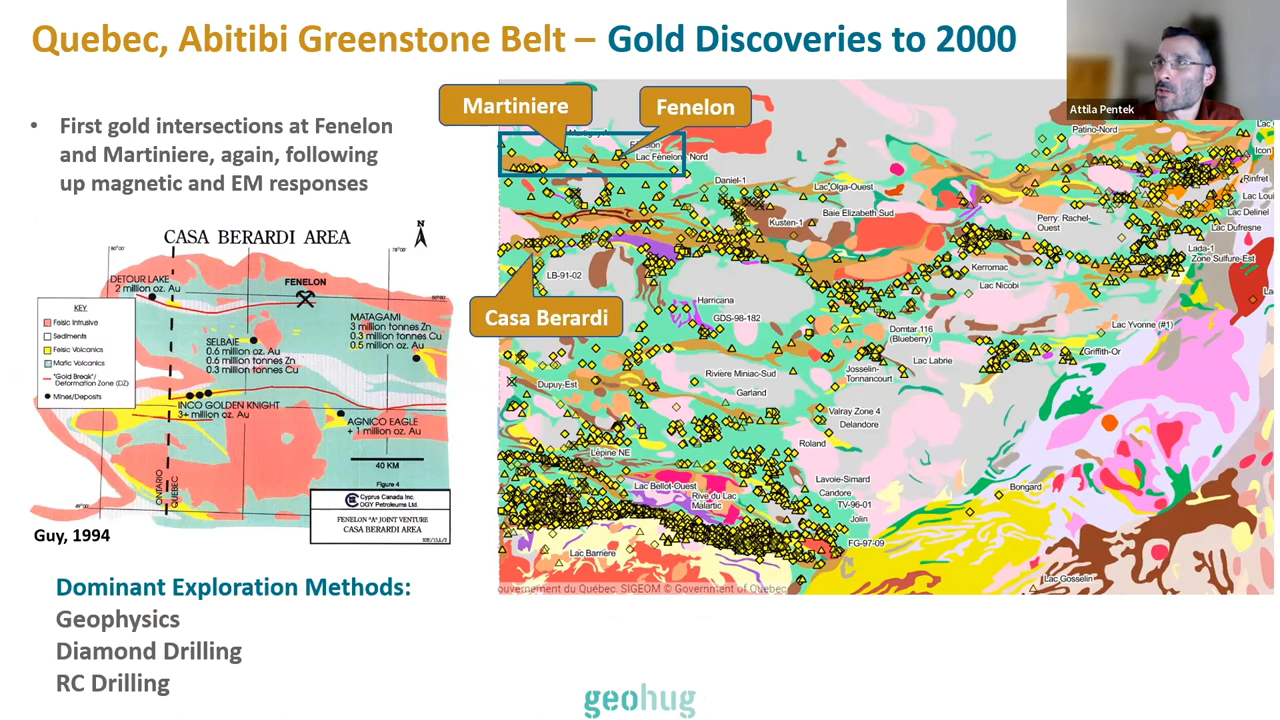 Quebec, Abitibi Greenstone Belt – Gold Discoveries to 2000
Attila Pentek
• First gold intersections at Fenelon
and Martiniere, again, following
up magnetic and EM responses
N
CASA BERARDI AREA
DETOUR LAKE
2 million oz. Au
FENELON
KEY
Felsic Intrusive
Sediments
Felsic Volcanics
Mafic Volcanics
"Gold Break"/
Deformation Zone (DZ)
Mines/Deposits
SELBAIE
0.6 million oz. Au
0.6 million tonnes Zn
0.3 million tonnes Cu
MATAGAMI
3 million tonnes Zn
0.3 million tonnes Cu
0.5 million oz. Au
INCO GOLDEN KNIGHT
3+ million oz. Au
AGNICO EAGLE
+ 1 million oz. Au
40 KM
ONTARIO
QUEBEC
Figure 4
Cyprus Canada Inc.
OGY Petroleums Ltd.
FENELON "A" JOINT VENTURE
CASA BERARDI AREA
Guy, 1994
Dominant Exploration Methods:
Geophysics
Diamond Drilling
RC Drilling
Martiniere
Fenelon
Casa Berardi
Lac Fenelon Nord
Patino-Nord
Daniel-1
Lac Olga-Ouest
Rinfret
Kusten-1
Baie Elizabeth Sud
Perry: Rachel-
Ouest
Lac Delinel
Lac Dufresne
Lada-1
Zone Sulfure-Est
LB-91-02
Kerromac
Lac Nicobi
Harricana
GDS-98-182
Domtar 116
(Blueberry)
Lac Yvonne (#1)
Griffith-Or
Lac Labrie
Josselin-
Tonnancourt
Riviere Miniac-Sud
Dupuy-Est
Garland
Valray Zone 4
Delandore
Roland
Lépine NE
Lac Bellot-Ouest
Rive du Lac
Malartic
Lavoie-Simard
Candore
TV-96-01
Jolin
FG-97-09
Bongard
Lac Barriere
Lac Gosselin
ouvernement du Québec. SIGEOM © Government of Quebec
geohug